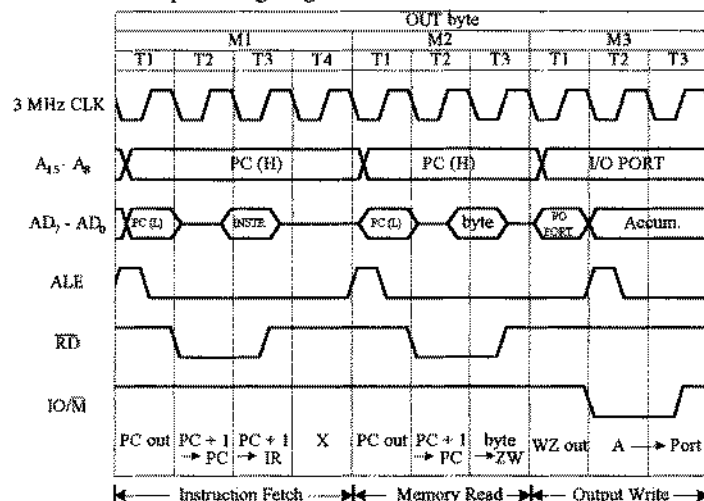 OUT byte
M1 M2 M3
T1 T2 T3 T4 T1 T2 T3 T1 T2 T3
3 MHz CLK
A15 - A8 PC (H) PC (H) I/O PORT
AD7 - AD0 PC (L) INSTR. PC (L) byte PORT Accum.
ALE
RD
IO/M
PC out PC + 1 PC + 1 X PC out PC + 1 byte WZ out A → Port
→ PC → IR → PC → ZW
Instruction Fetch Memory Read Output Write